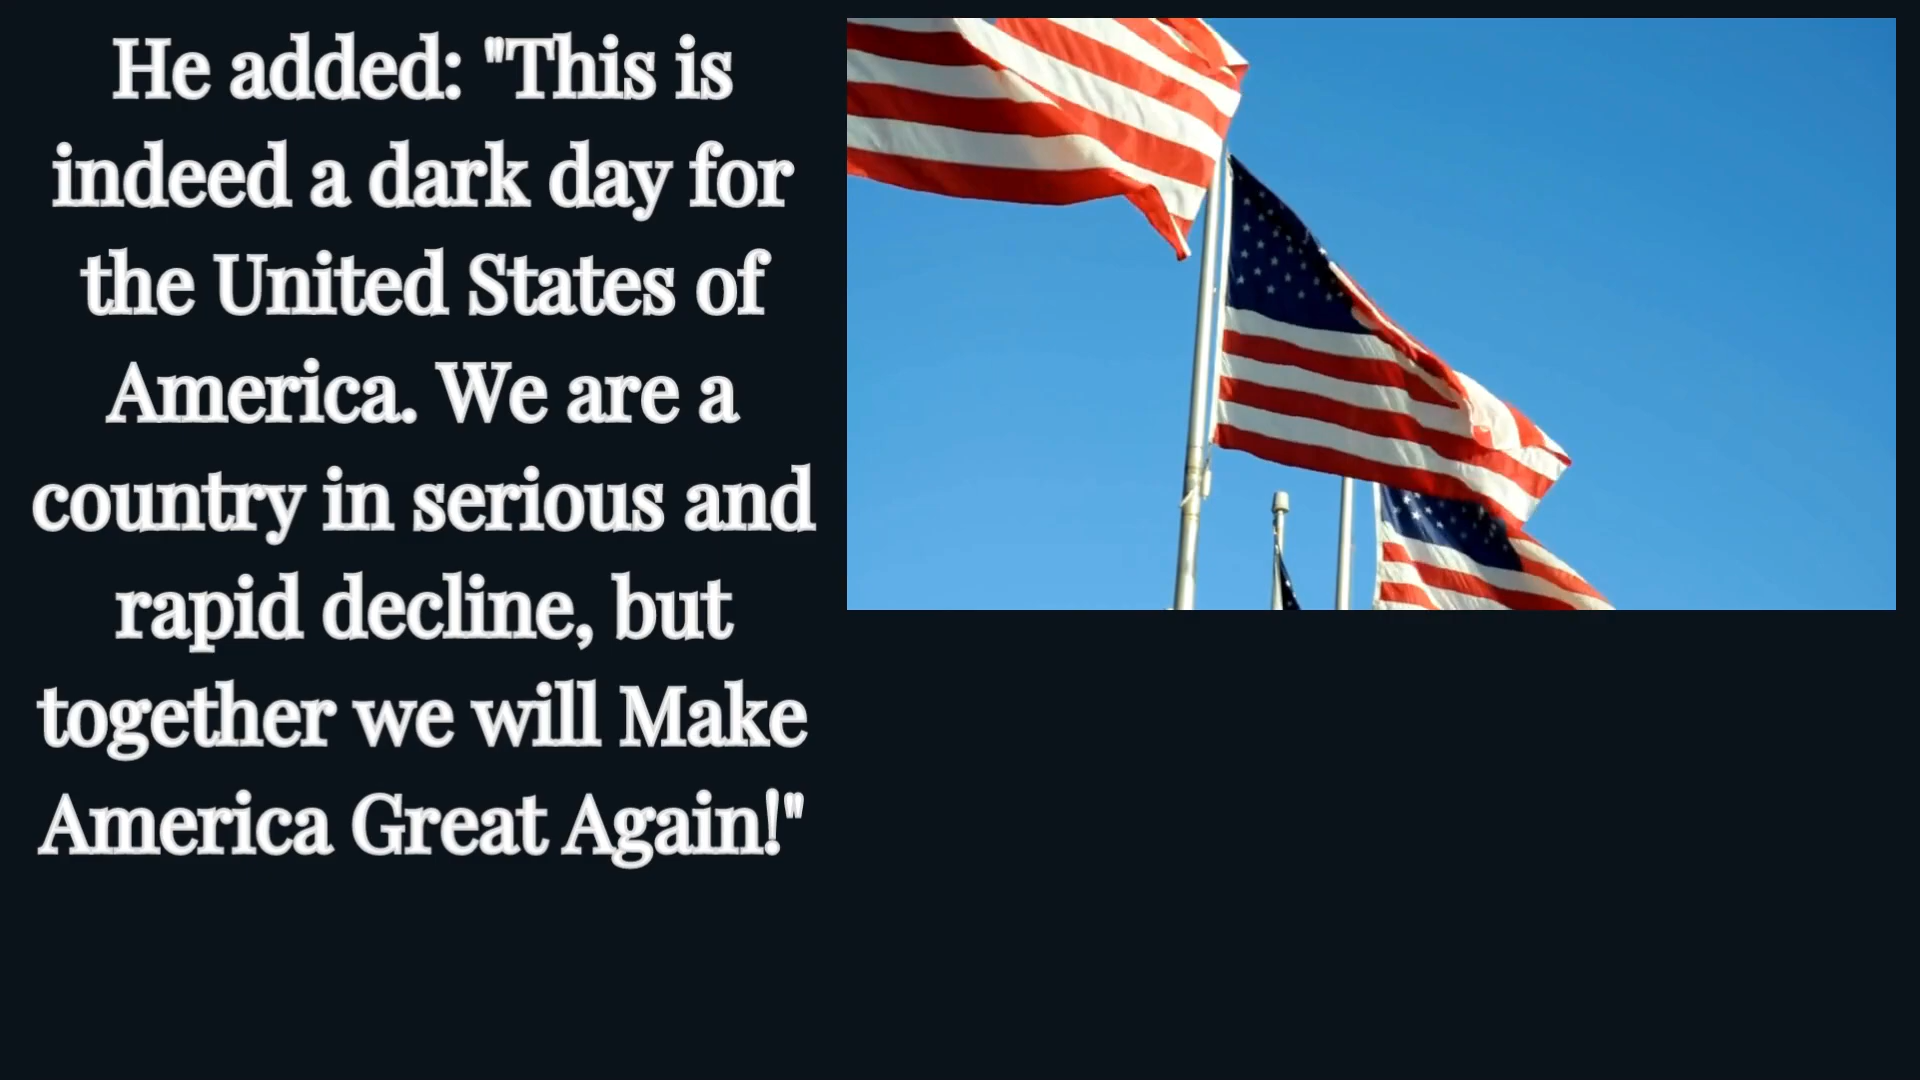 He added: "This is
indeed a dark day for
the United States of
America. We are a
country in serious and
rapid decline, but
together we will Make
America Great Again!"